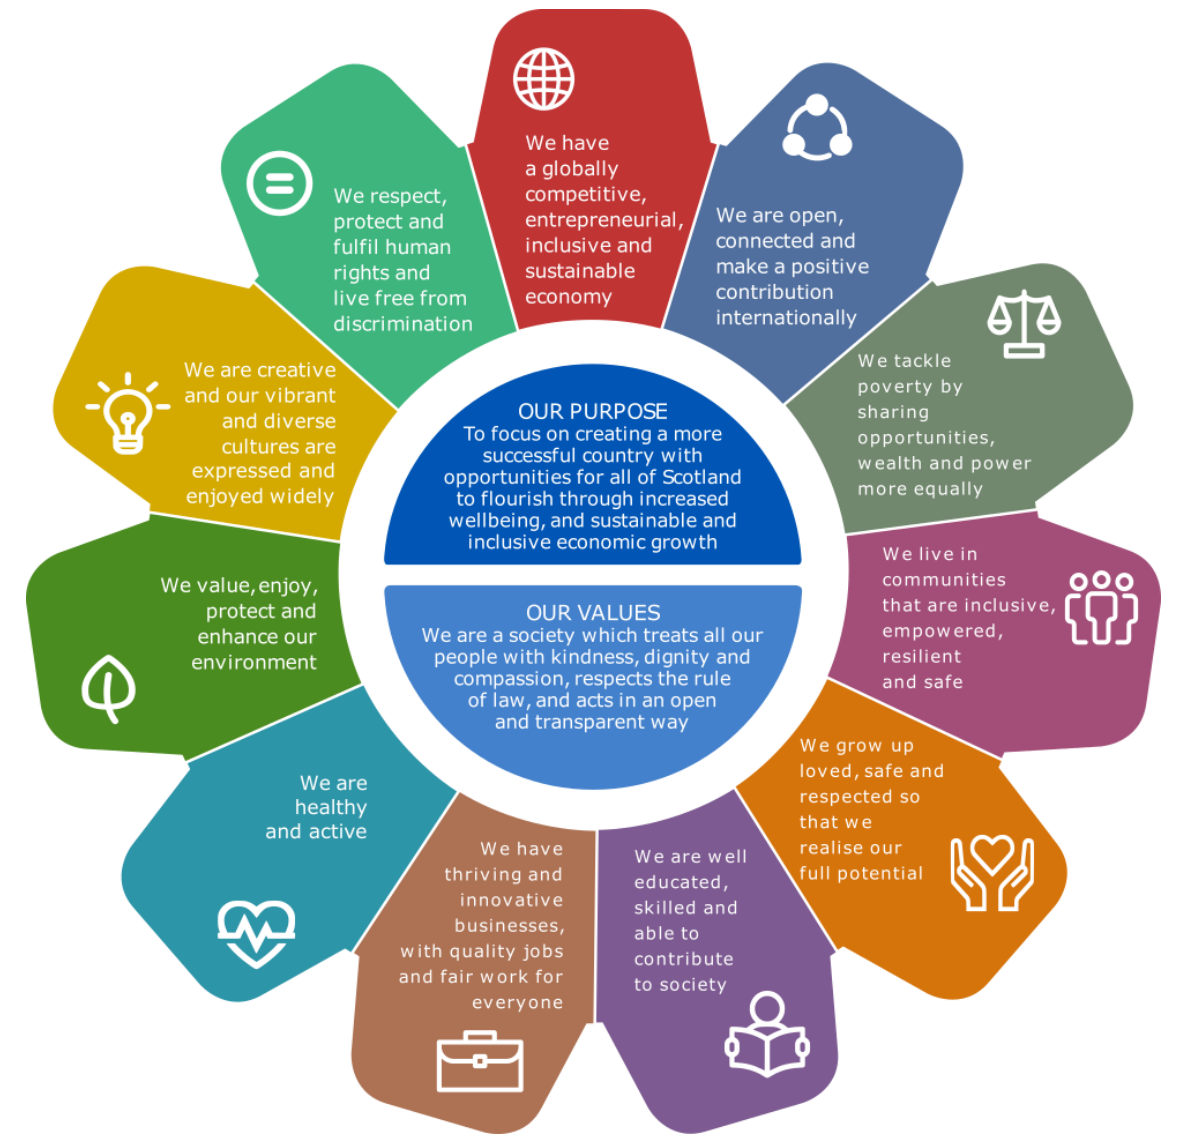 We have
a globally
competitive,
entrepreneurial,
inclusive and
sustainable
economy
We are open,
connected and
make a positive
contribution
internationally
We tackle
poverty by
sharing
opportunities,
wealth and power
more equally
We live in
communities
that are inclusive,
empowered,
resilient
and safe
We grow up
loved, safe and
respected so
that we
realise our
full potential
We are well
educated,
skilled and
able to
contribute
to society
We have
thriving and
innovative
businesses,
with quality jobs
and fair work for
everyone
We are
healthy
and active
We value, enjoy,
protect and
enhance our
environment
We are creative
and our vibrant
and diverse
cultures are
expressed and
enjoyed widely
We respect,
protect and
fulfil human
rights and
live free from
discrimination
OUR PURPOSE
To focus on creating a more
successful country with
opportunities for all of Scotland
to flourish through increased
wellbeing, and sustainable and
inclusive economic growth
OUR VALUES
We are a society which treats all our
people with kindness, dignity and
compassion, respects the rule
of law, and acts in an open
and transparent way